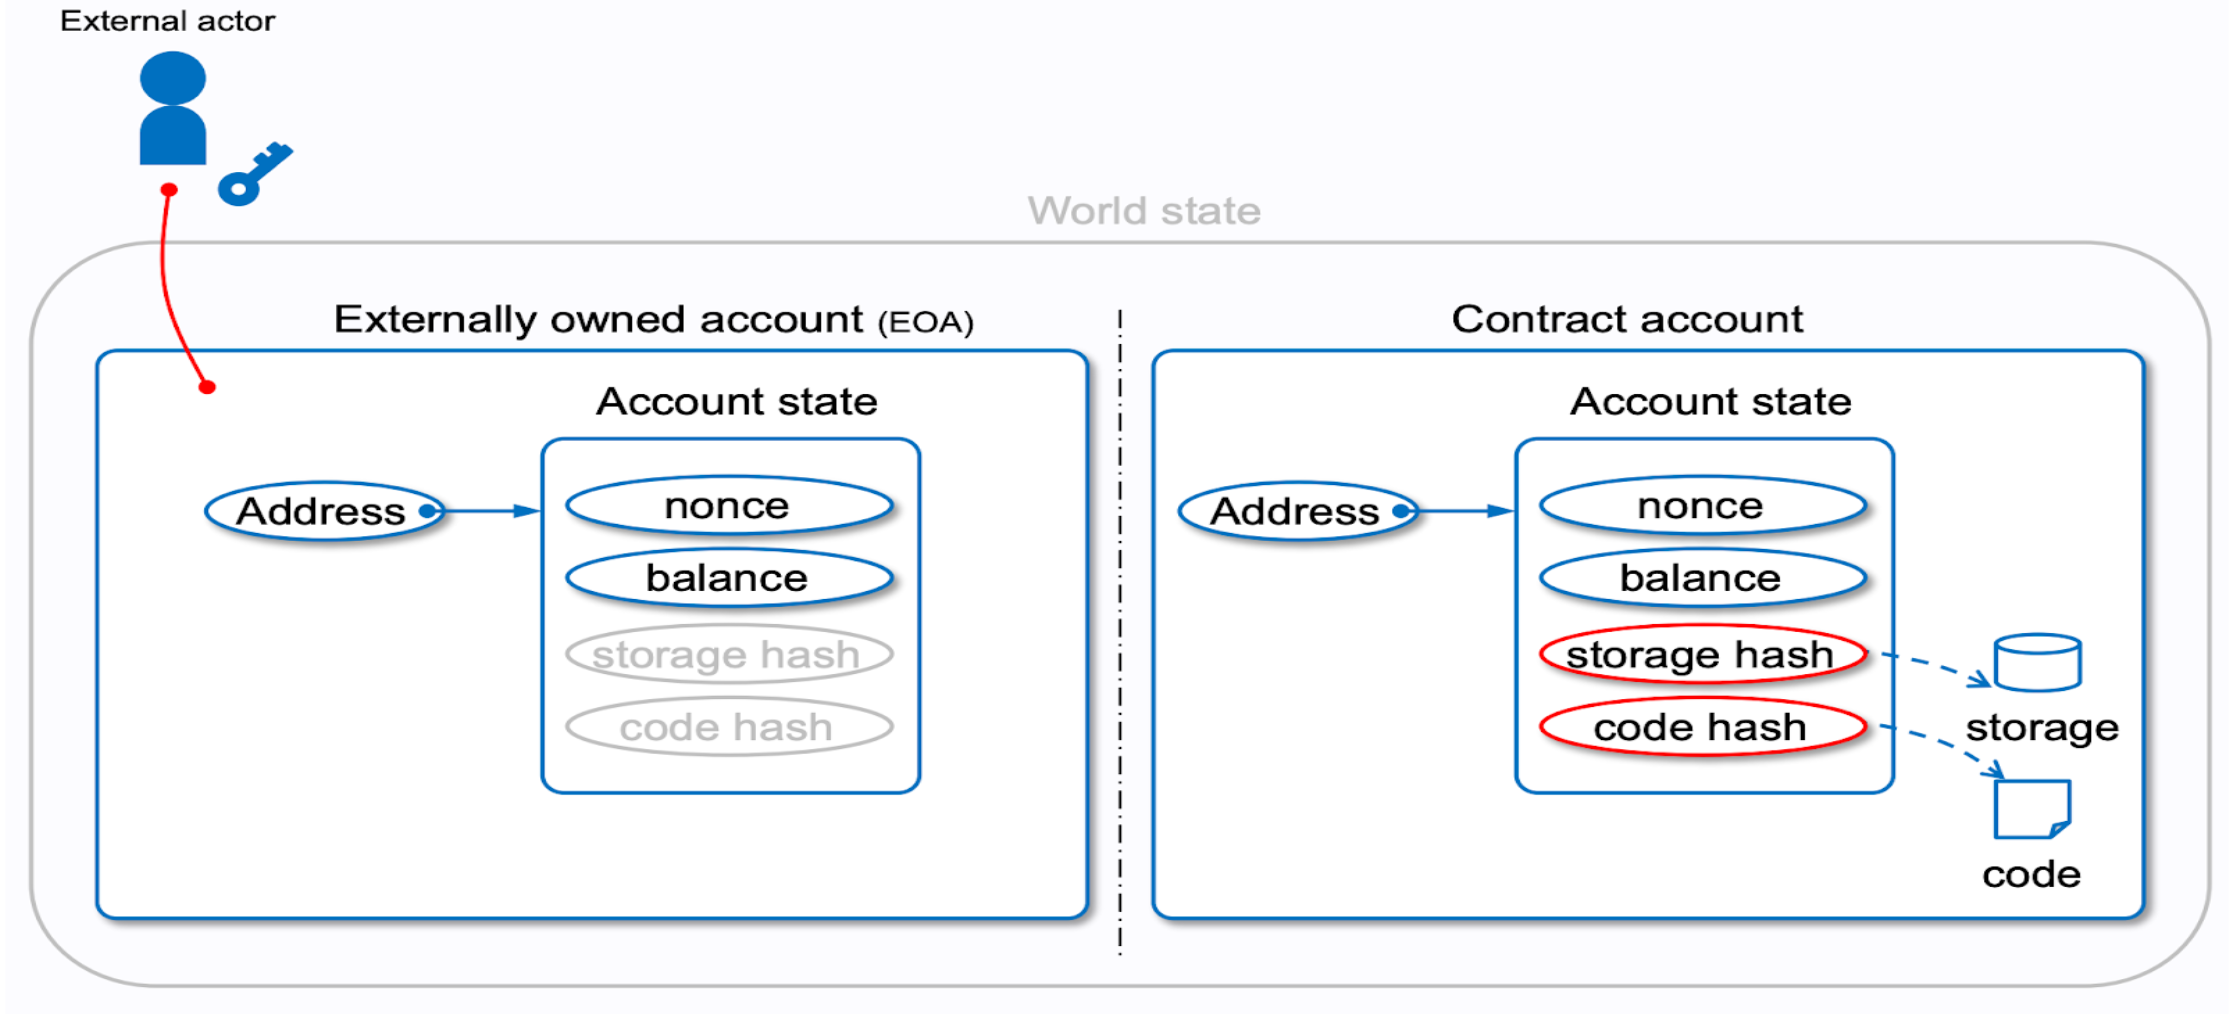 External actor
World state
Externally owned account (EOA)
Account state
Address
nonce
balance
storage hash
code hash
Contract account
Account state
Address
nonce
balance
storage hash
code hash
storage
code